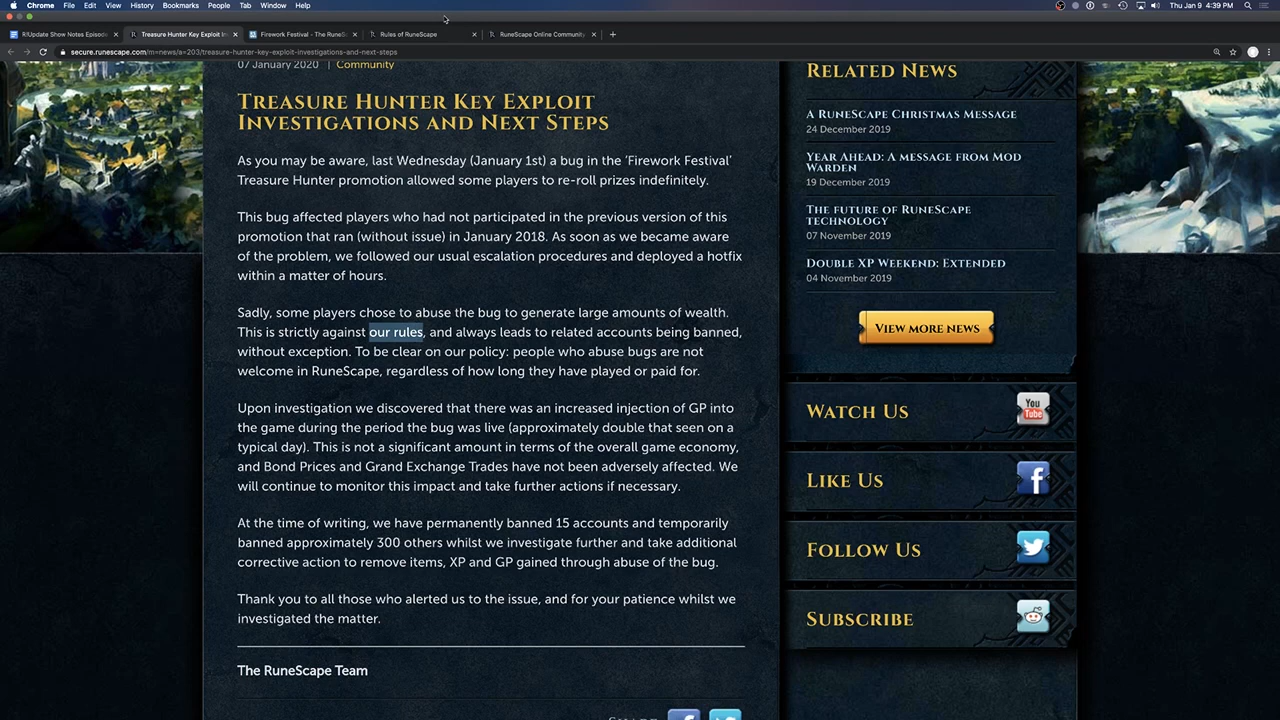 Chrome File Edit View History Bookmarks People Tab Window Help Thu Jan 9 4:39 PM
R!Update Show Notes Episode
Treasure Hunter Key Exploit In
Firework Festival - The RuneS
Rules of RuneScape
RuneScape Online Community
secure.runescape.com/m=news/a=203/treasure-hunter-key-exploit-investigations-and-next-steps
07 January 2020 | Community
Treasure Hunter Key Exploit
Investigations and Next Steps
As you may be aware, last Wednesday (January 1st) a bug in the 'Firework Festival'
Treasure Hunter promotion allowed some players to re-roll prizes indefinitely.
This bug affected players who had not participated in the previous version of this
promotion that ran (without issue) in January 2018. As soon as we became aware
of the problem, we followed our usual escalation procedures and deployed a hotfix
within a matter of hours.
Sadly, some players chose to abuse the bug to generate large amounts of wealth.
This is strictly against our rules, and always leads to related accounts being banned,
without exception. To be clear on our policy: people who abuse bugs are not
welcome in RuneScape, regardless of how long they have played or paid for.
Upon investigation we discovered that there was an increased injection of GP into
the game during the period the bug was live (approximately double that seen on a
typical day). This is not a significant amount in terms of the overall game economy,
and Bond Prices and Grand Exchange Trades have not been adversely affected. We
will continue to monitor this impact and take further actions if necessary.
At the time of writing, we have permanently banned 15 accounts and temporarily
banned approximately 300 others whilst we investigate further and take additional
corrective action to remove items, XP and GP gained through abuse of the bug.
Thank you to all those who alerted us to the issue, and for your patience whilst we
investigated the matter.
The RuneScape Team
Share
Related News
A RuneScape Christmas Message
24 December 2019
Year Ahead: A message from Mod
Warden
19 December 2019
The future of RuneScape
technology
07 November 2019
Double XP Weekend: Extended
04 November 2019
View more news
Watch Us
You
Tube
Like Us
Follow Us
Subscribe